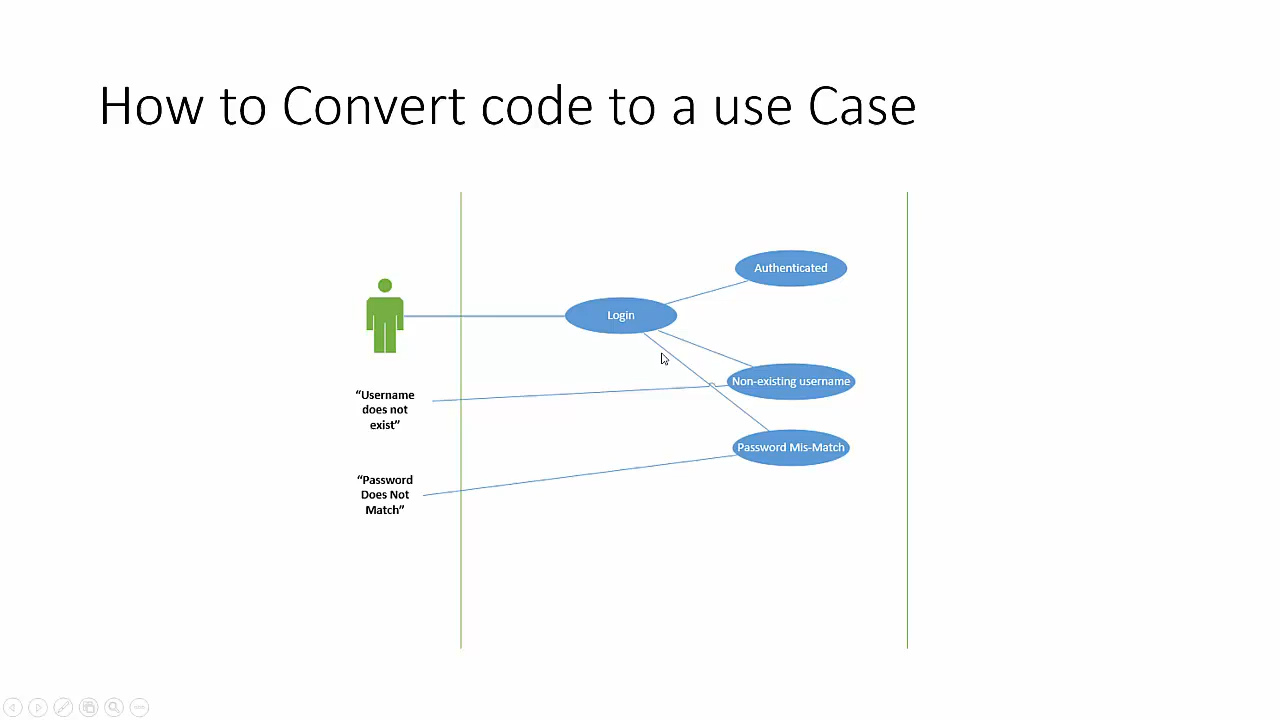 How to Convert code to a use Case
Authenticated
Login
Non-existing username
“Username
does not
exist”
Password Mis-Match
“Password
Does Not
Match”